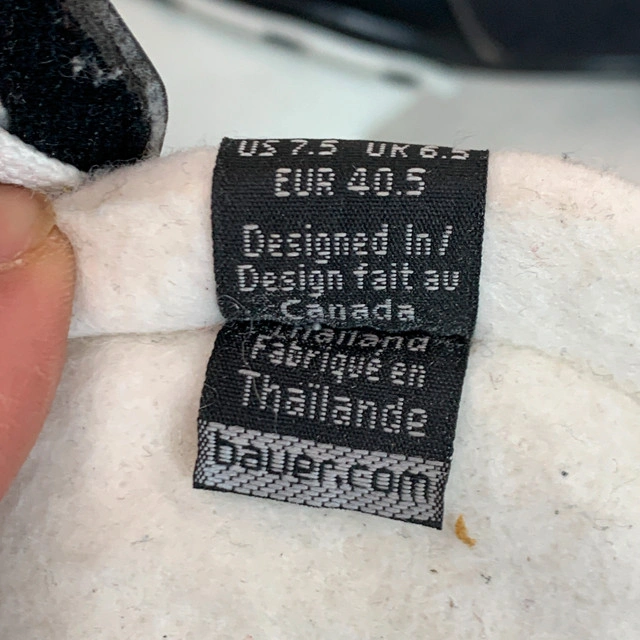 US 7.5 UK 6.5
EUR 40.5
Designed In/
Design fait au
Canada
Thailand
Fabriqué en
Thaïlande
bauer.com